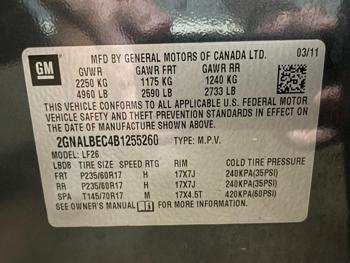 GM
MFD BY GENERAL MOTORS OF CANADA LTD. 03/11
GVWR GAWR FRT GAWR RR
2250 KG 1175 KG 1240 KG
4960 LB 2590 LB 2733 LB
THIS VEHICLE CONFORMS TO ALL APPLICABLE U.S. FEDERAL MOTOR
VEHICLE SAFETY AND THEFT PREVENTION STANDARDS IN EFFECT ON
THE DATE OF MANUFACTURE SHOWN ABOVE.
2GNALBEC4B1255260 TYPE: M.P.V.
MODEL: LF26
LBDB TIRE SIZE SPEED RTG RIM COLD TIRE PRESSURE
FRT P235/60R17 H 17X7J 240KPA(35PSI)
RR P235/60R17 H 17X7J 240KPA(35PSI)
SPA T145/70R17 M 17X4.5T 420KPA(60PSI)
SEE OWNER'S MANUAL FOR MORE INFORMATION.